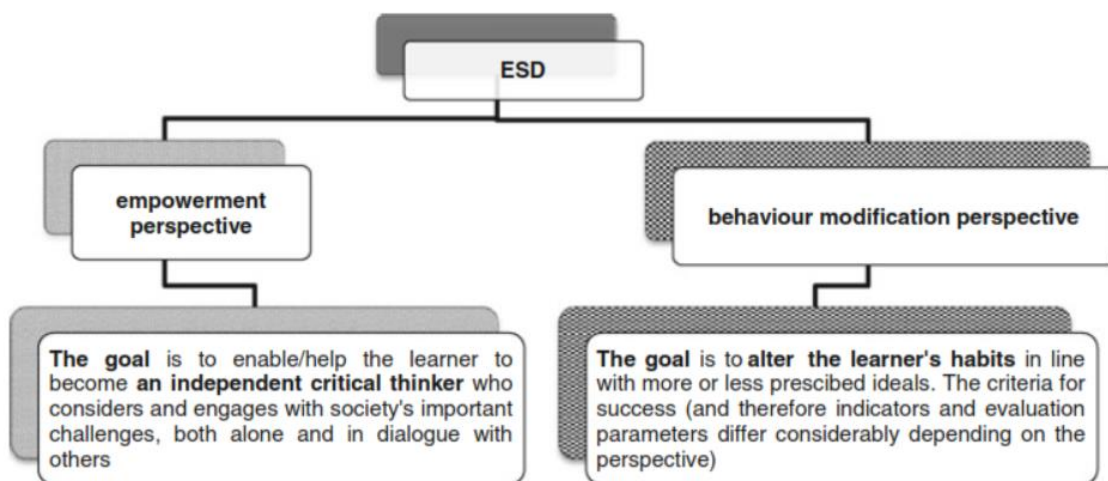 ESD
empowerment
perspective
behaviour modification perspective
The goal is to enable/help the learner to
become an independent critical thinker who
considers and engages with society's important
challenges, both alone and in dialogue with
others
The goal is to alter the learner's habits in line
with more or less prescibed ideals. The criteria for
success (and therefore indicators and evaluation
parameters differ considerably depending on the
perspective)